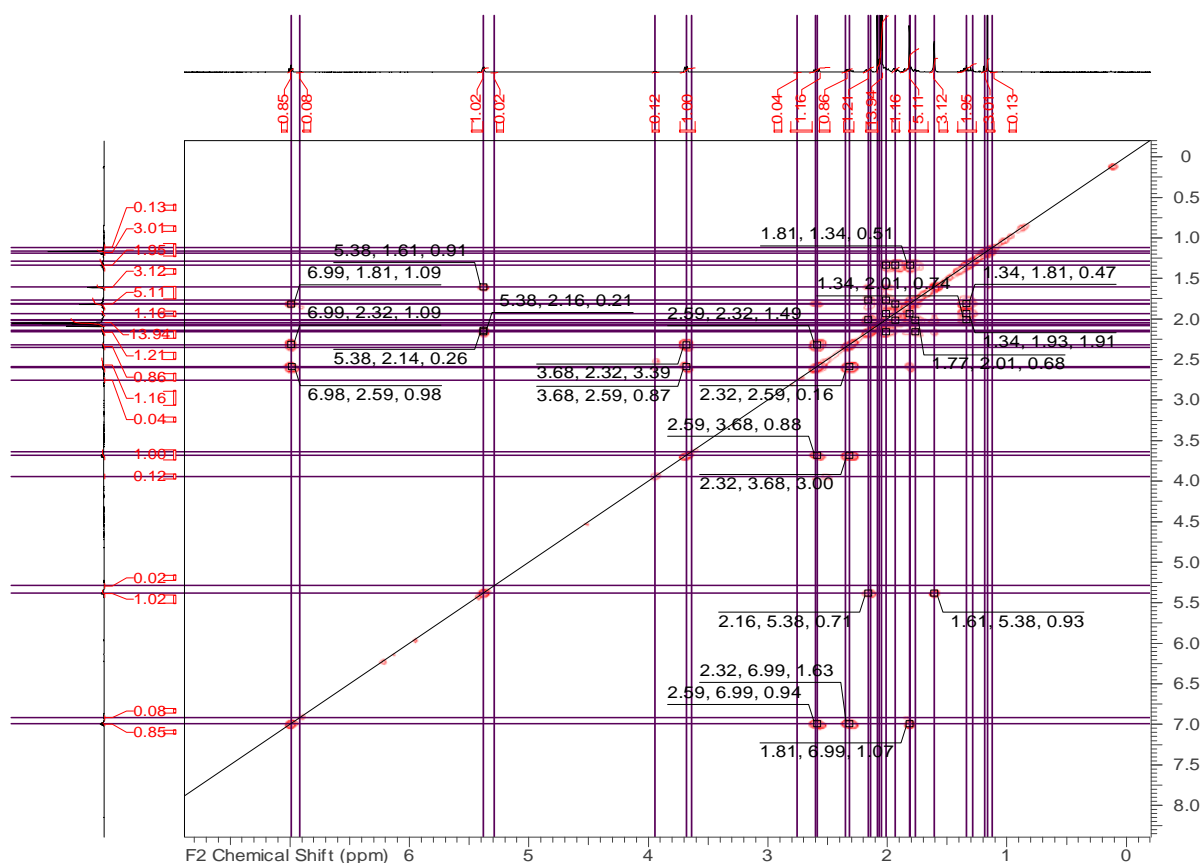 0.85
0.08
1.02
0.02
0.12
1.00
0.04
1.16
0.86
1.21
13.94
1.16
5.11
3.12
1.95
3.01
0.13
0
0.5
1.0
1.5
2.0
2.5
3.0
3.5
4.0
4.5
5.0
5.5
6.0
6.5
7.0
7.5
8.0
0.13
3.01
1.95
3.12
5.11
1.16
13.94
1.21
0.86
1.16
0.04
1.00
0.12
0.02
1.02
0.08
0.85
1.81, 1.34, 0.51
5.38, 1.61, 0.91
6.99, 1.81, 1.09
1.34, 2.01, 0.74
1.34, 1.81, 0.47
5.38, 2.16, 0.21
6.99, 2.32, 1.09
2.59, 2.32, 1.49
1.34, 1.93, 1.91
5.38, 2.14, 0.26
1.77, 2.01, 0.68
3.68, 2.32, 3.39
6.98, 2.59, 0.98
3.68, 2.59, 0.87
2.32, 2.59, 0.16
2.59, 3.68, 0.88
2.32, 3.68, 3.00
2.16, 5.38, 0.71
1.61, 5.38, 0.93
2.32, 6.99, 1.63
2.59, 6.99, 0.94
1.81, 6.99, 1.07
F2 Chemical Shift (ppm) 6 5 4 3 2 1 0